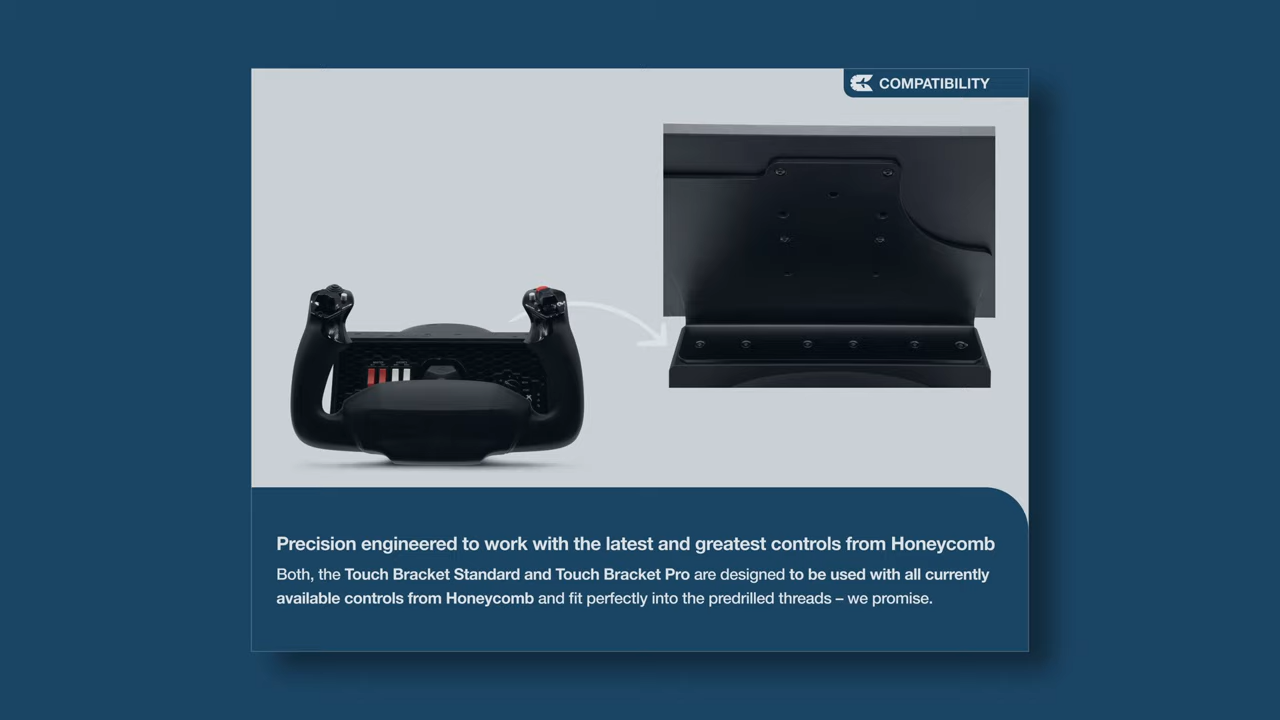 COMPATIBILITY
Precision engineered to work with the latest and greatest controls from Honeycomb
Both, the Touch Bracket Standard and Touch Bracket Pro are designed to be used with all currently
available controls from Honeycomb and fit perfectly into the predrilled threads – we promise.